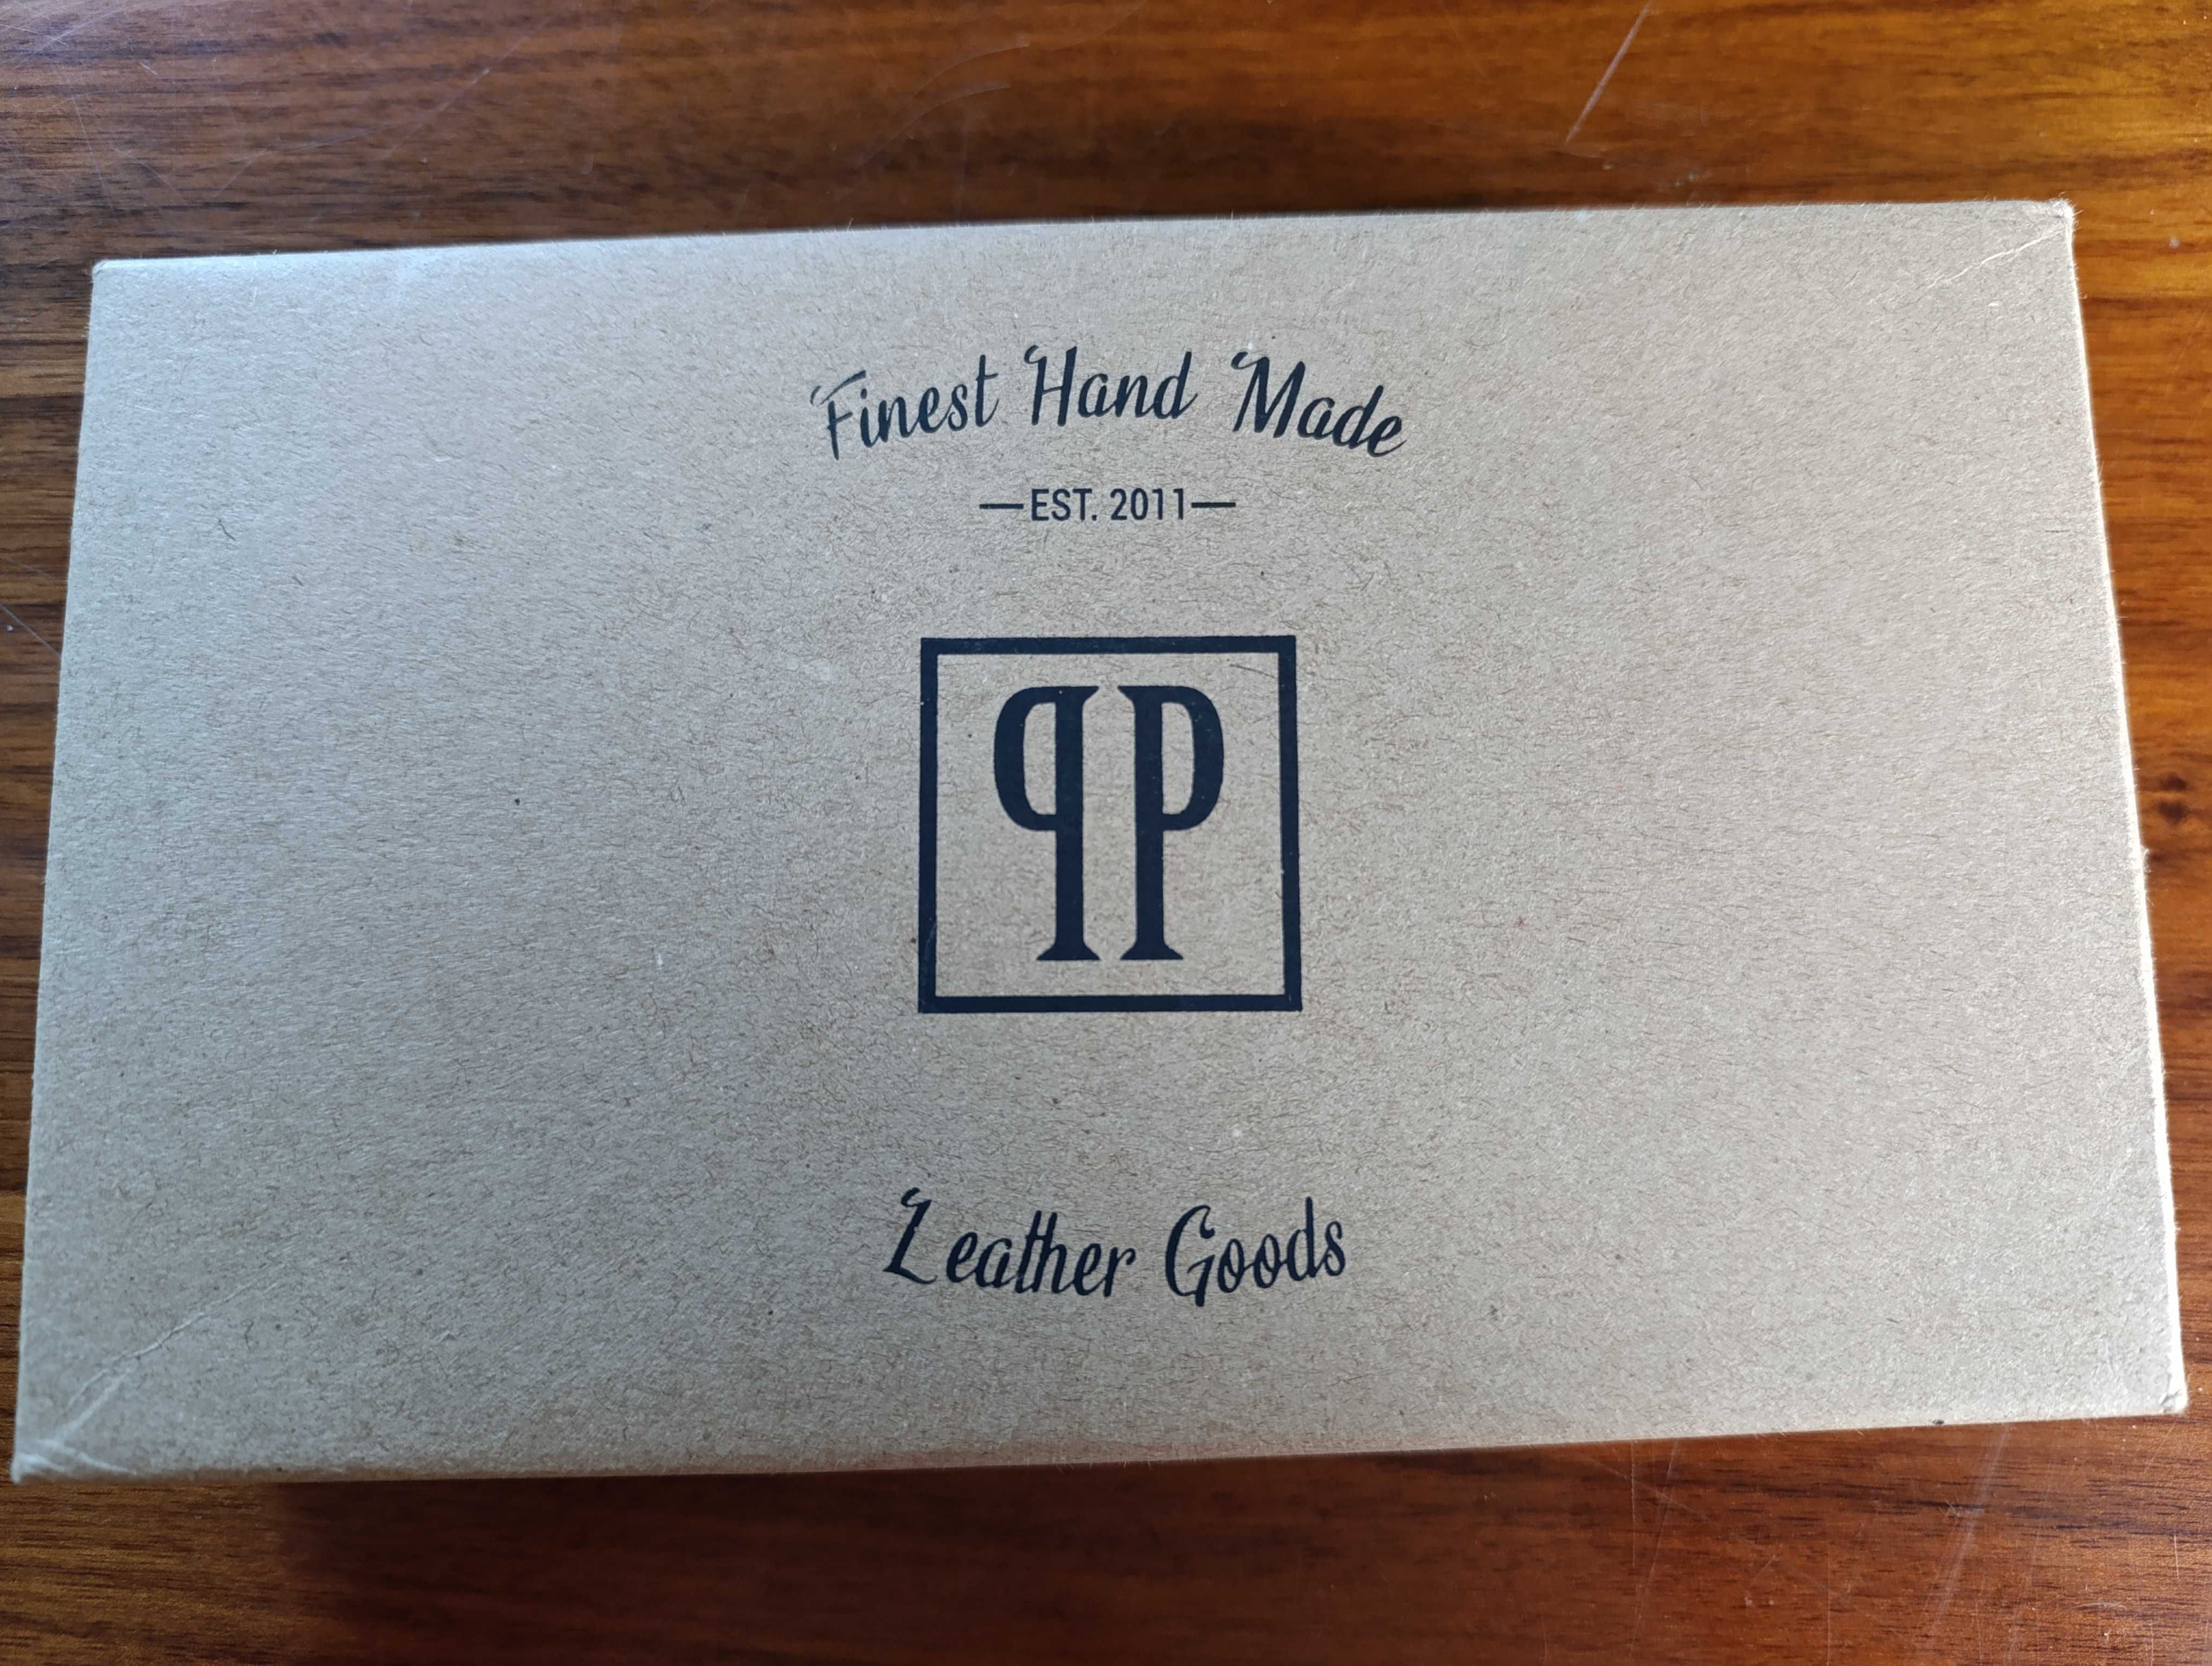 Finest Hand Made
—EST. 2011—
PP
Leather Goods